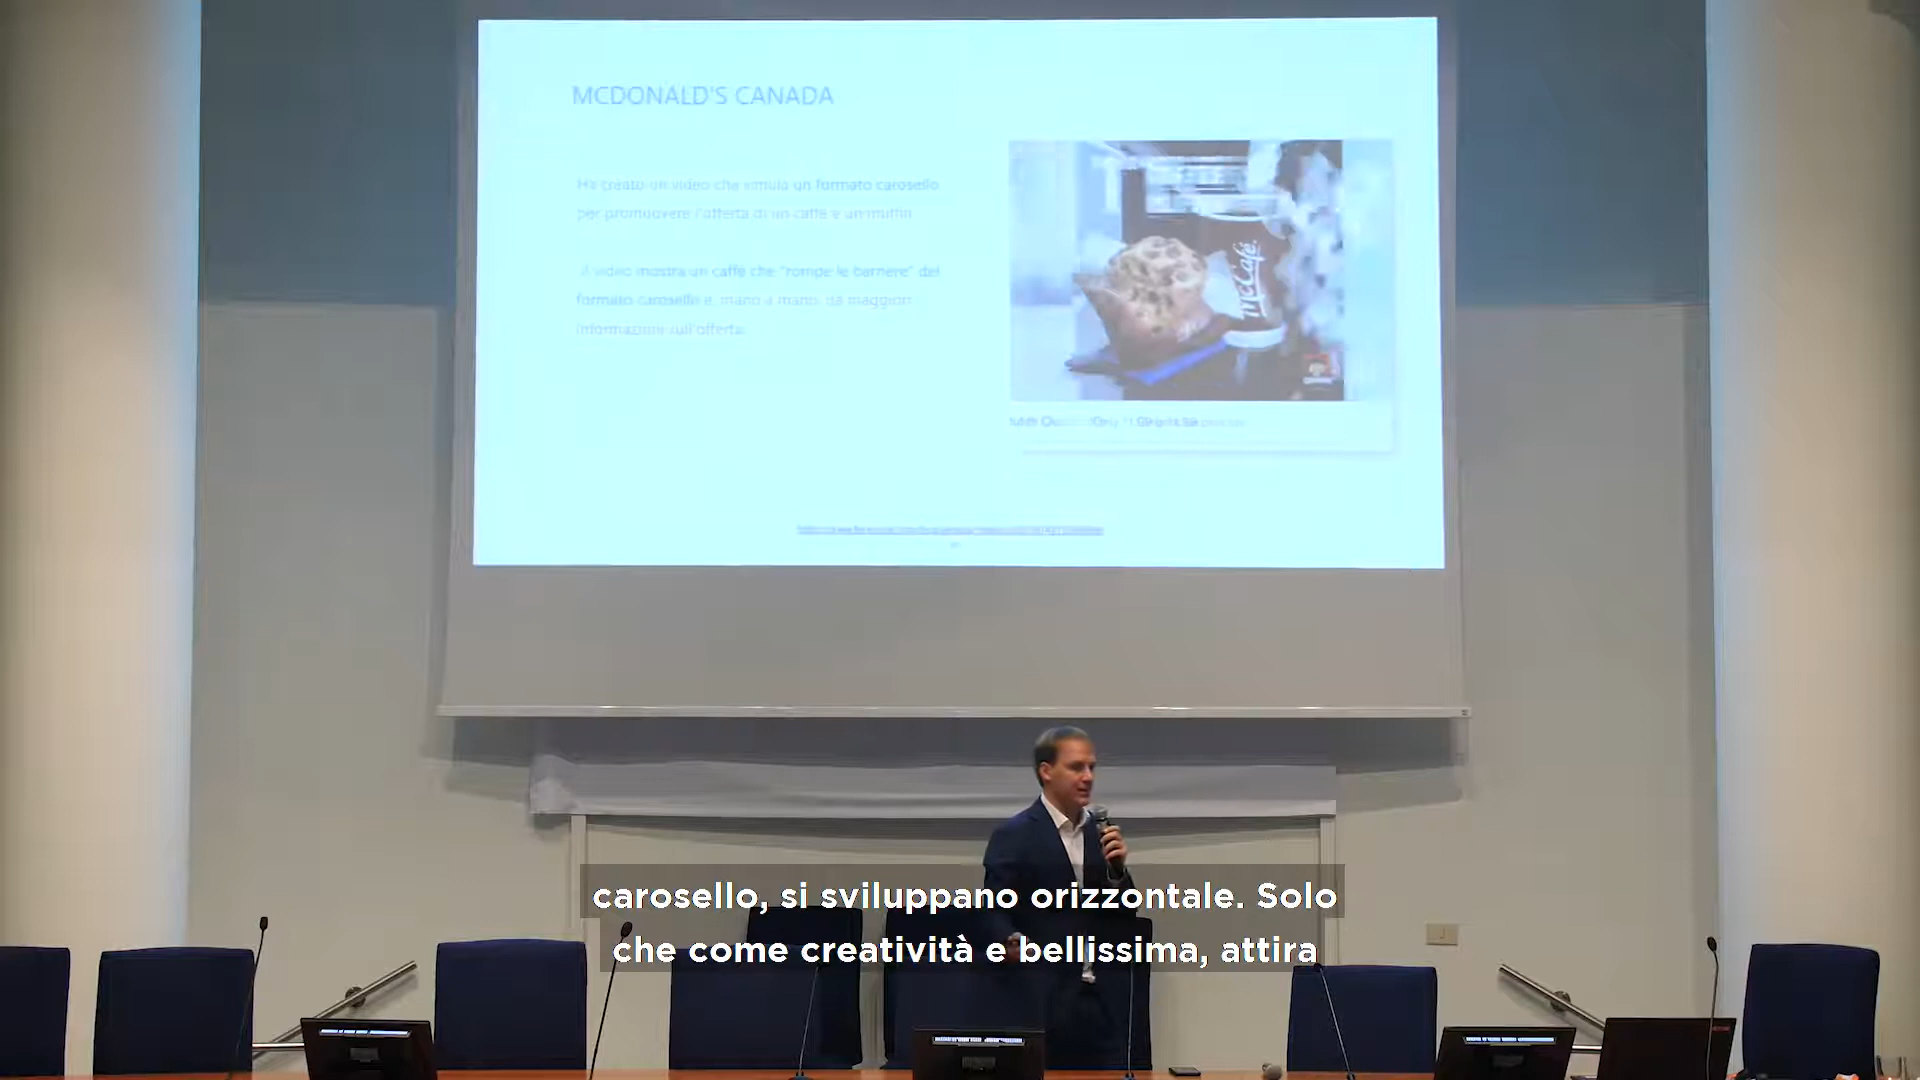 MCDONALD'S CANADA
Ha creato un video che simula un formato carosello
per promuovere l'offerta di un caffè e un muffin
Il video mostra un caffè che "rompe le barriere" del
formato carosello e, mano a mano, dà maggiori
informazioni sull'offerta.
McCafé
carosello, si sviluppano orizzontale. Solo
che come creatività e bellissima, attira